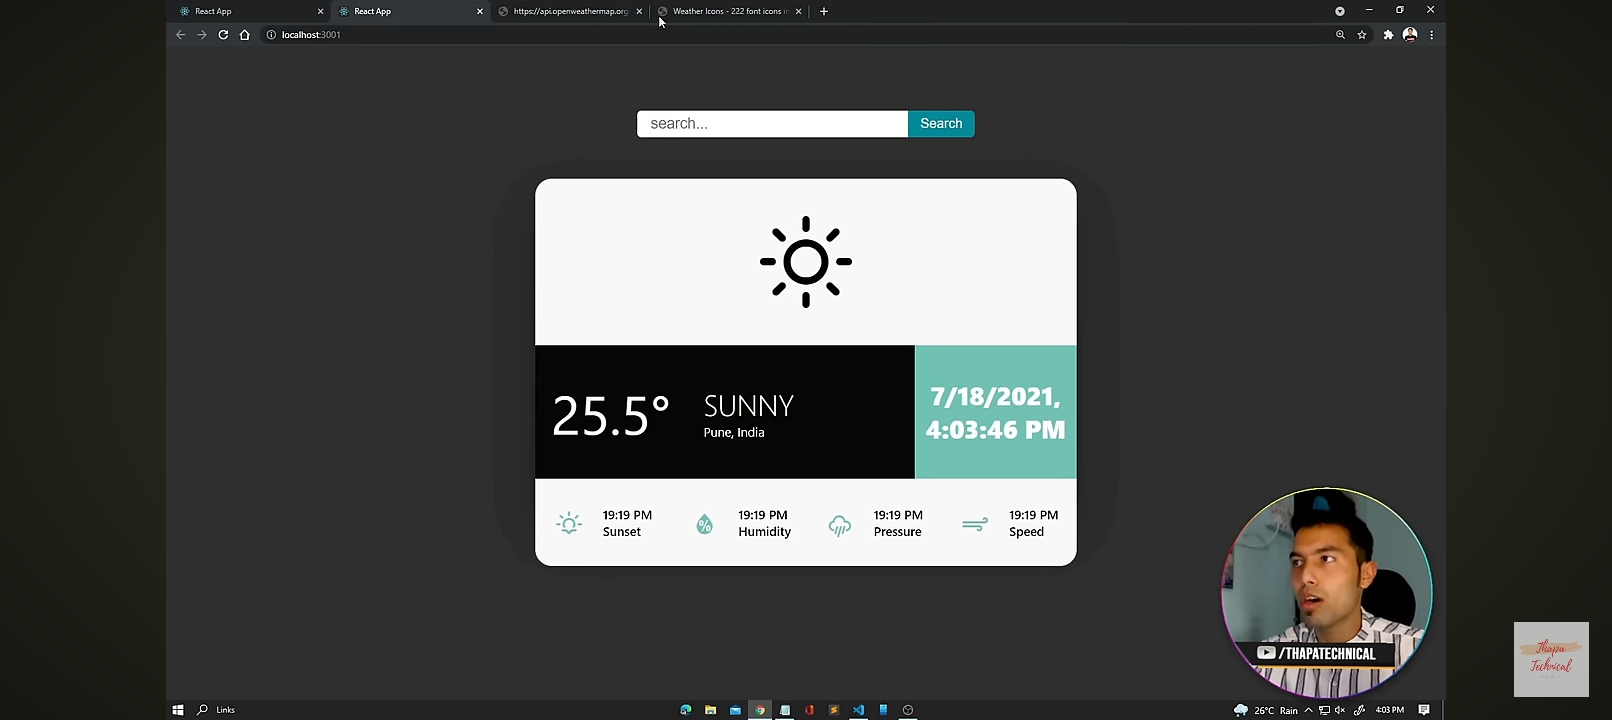 React App
React App
https://api.openweathermap.org
Weather Icons - 222 font icons in
localhost:3001
search...
Search
25.5°
SUNNY
Pune, India
7/18/2021,
4:03:46 PM
19:19 PM
Sunset
19:19 PM
Humidity
19:19 PM
Pressure
19:19 PM
Speed
/THAPATECHNICAL
Thapa
Technical
Links
26°C Rain
4:03 PM